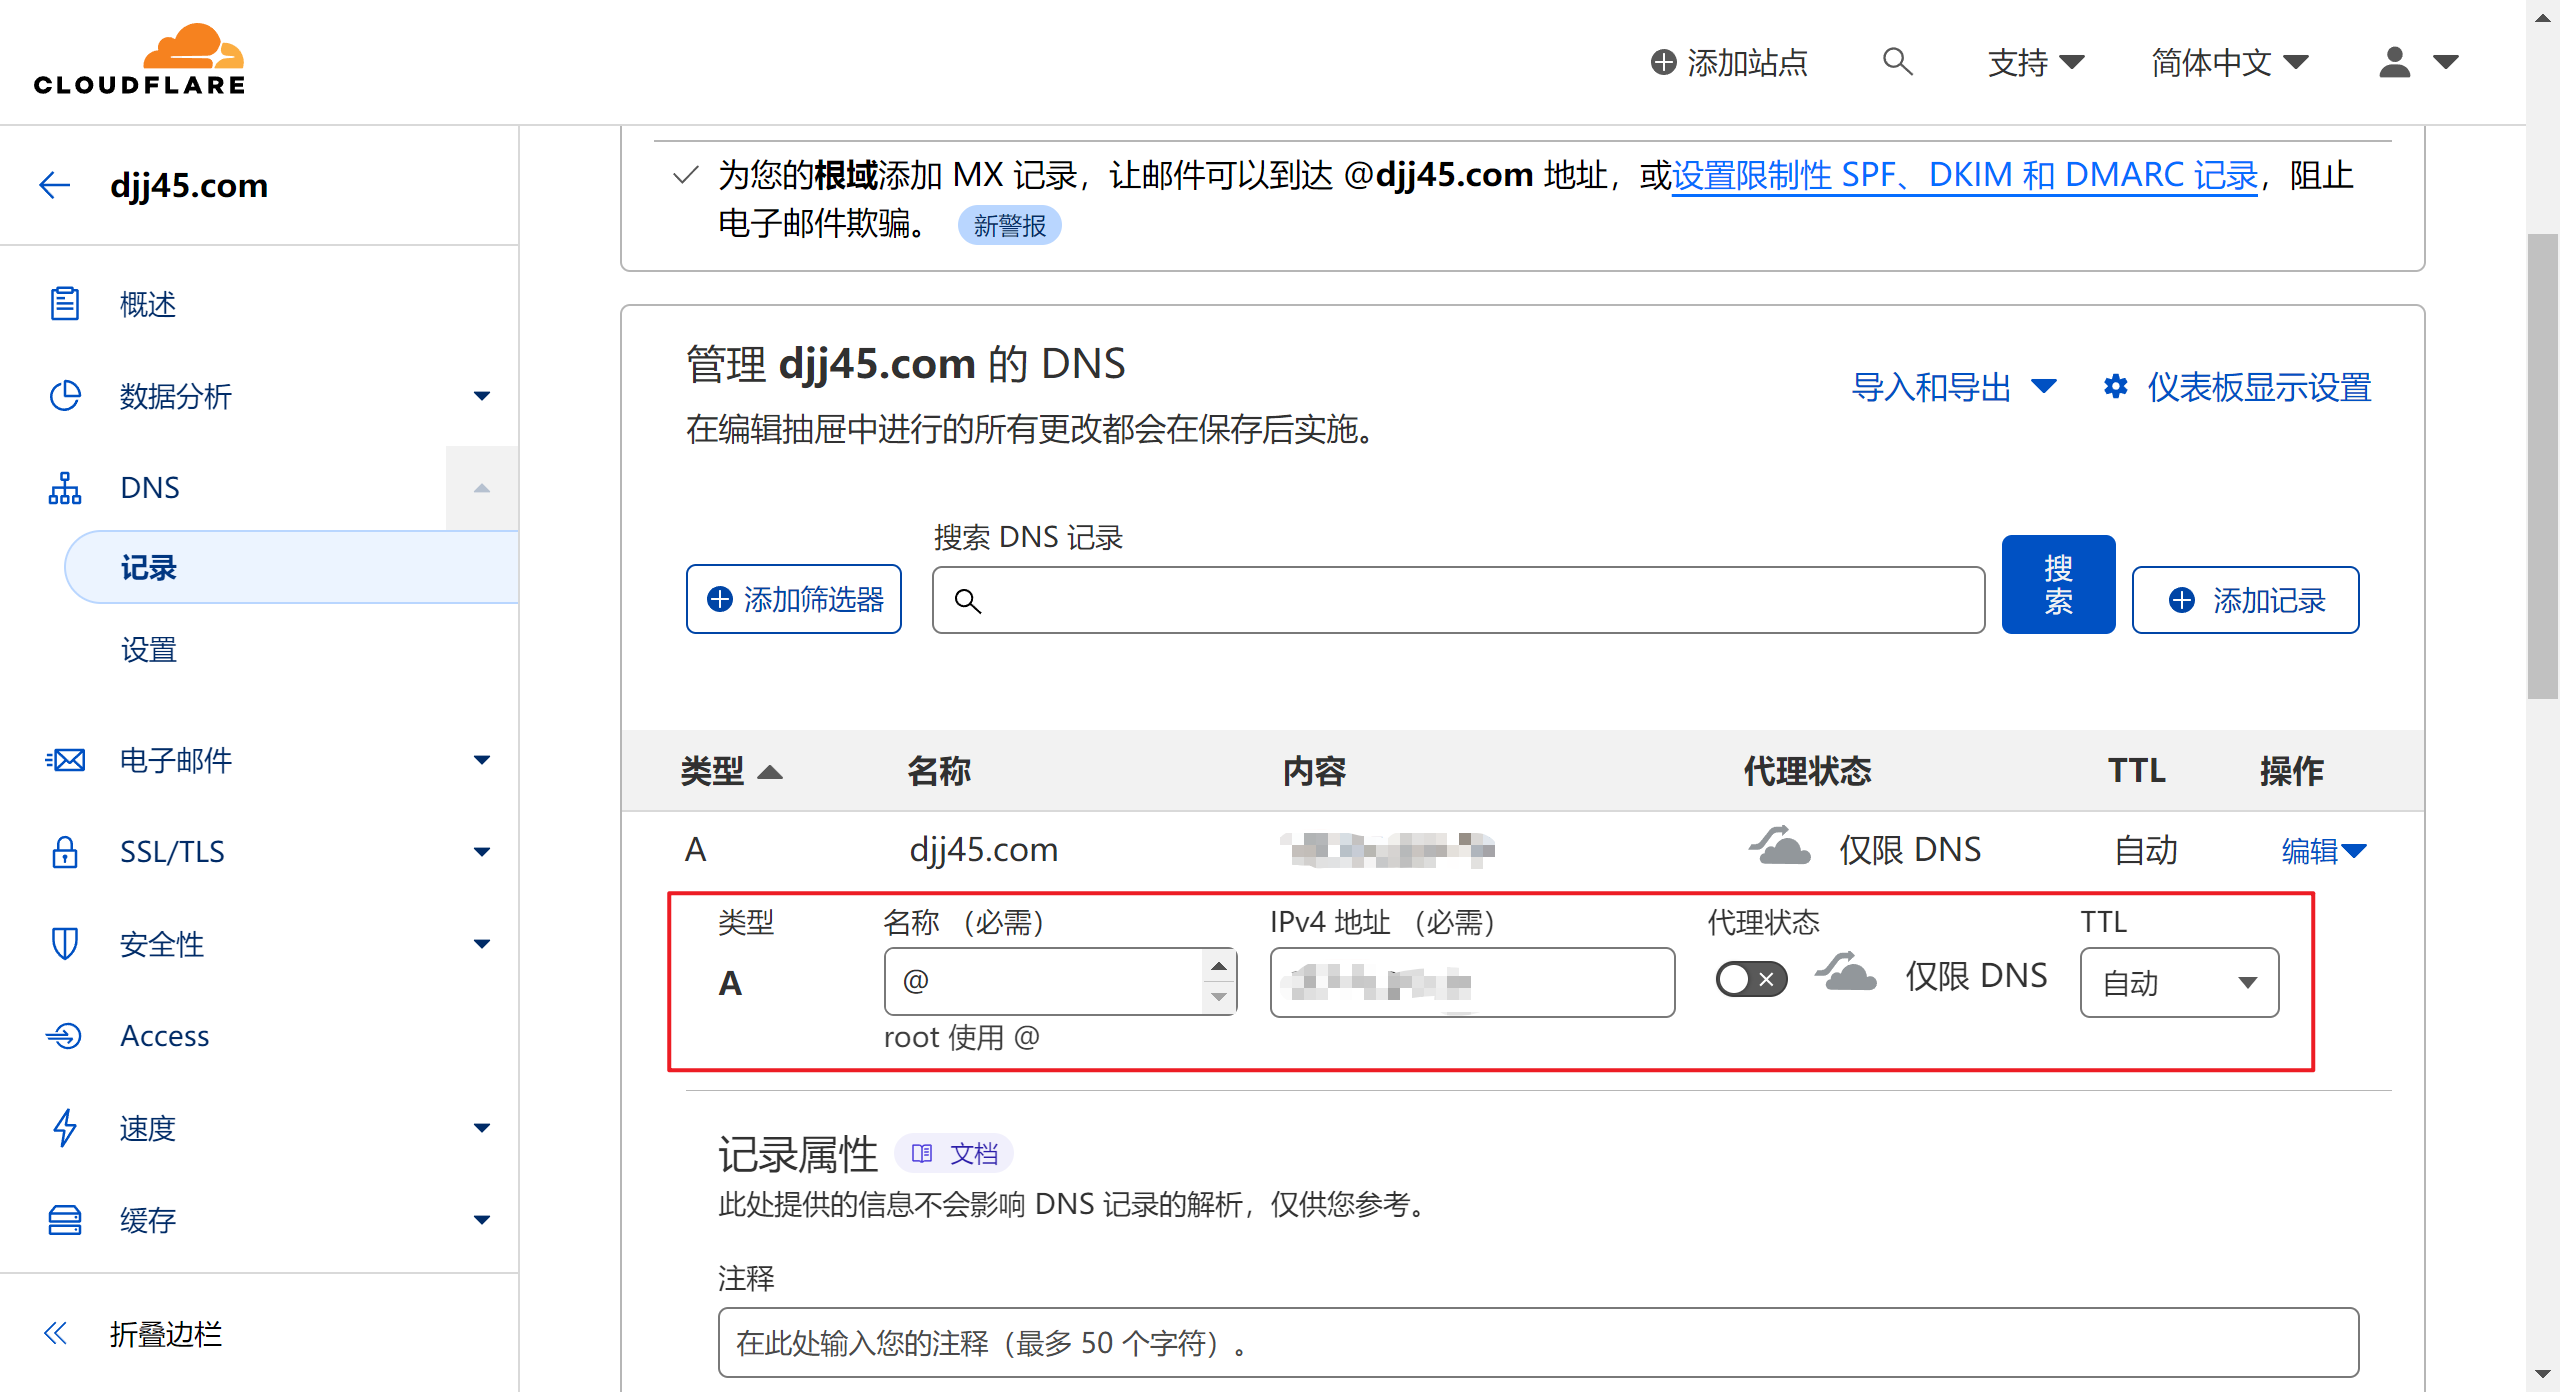 CLOUDFLARE
添加站点
支持
简体中文
djj45.com
概述
数据分析
DNS
记录
设置
电子邮件
SSL/TLS
安全性
Access
速度
缓存
折叠边栏
为您的根域添加 MX 记录，让邮件可以到达 @djj45.com 地址，或设置限制性 SPF、DKIM 和 DMARC 记录，阻止
电子邮件欺骗。 新警报
管理 djj45.com 的 DNS
导入和导出
仪表板显示设置
在编辑抽屉中进行的所有更改都会在保存后实施。
搜索 DNS 记录
添加筛选器
搜
索
添加记录
类型 名称 内容 代理状态 TTL 操作
A djj45.com 仅限 DNS 自动 编辑
类型 名称 （必需） IPv4 地址 （必需） 代理状态 TTL
A @ 仅限 DNS 自动
root 使用 @
记录属性 文档
此处提供的信息不会影响 DNS 记录的解析，仅供您参考。
注释
在此处输入您的注释（最多 50 个字符）。